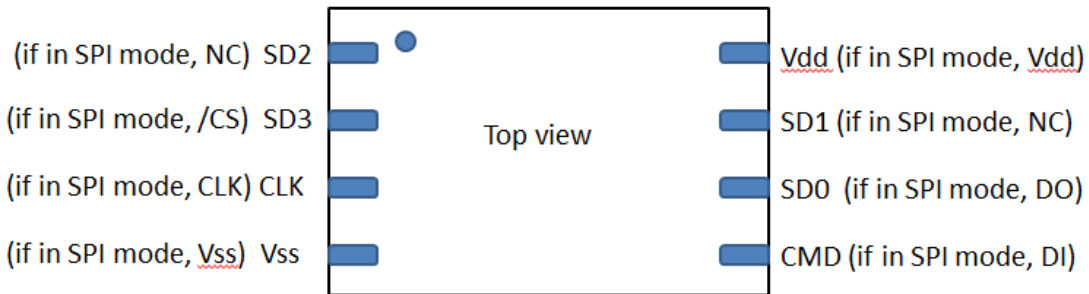 (if in SPI mode, NC) SD2
Vdd (if in SPI mode, Vdd)
(if in SPI mode, /CS) SD3
SD1 (if in SPI mode, NC)
Top view
(if in SPI mode, CLK) CLK
SD0 (if in SPI mode, DO)
(if in SPI mode, Vss) Vss
CMD (if in SPI mode, DI)